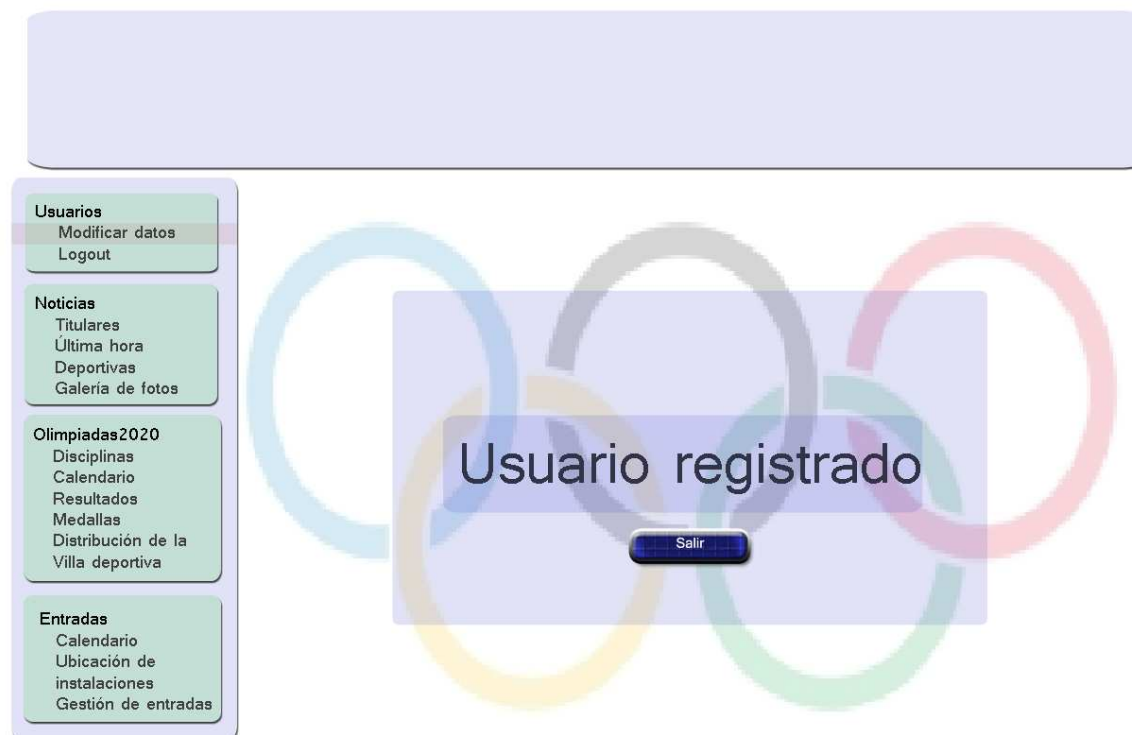 Usuarios
Modificar datos
Logout
Noticias
Titulares
Última hora
Deportivas
Galería de fotos
Olimpiadas2020
Disciplinas
Calendario
Resultados
Medallas
Distribución de la
Villa deportiva
Entradas
Calendario
Ubicación de
instalaciones
Gestión de entradas
Usuario registrado
Salir